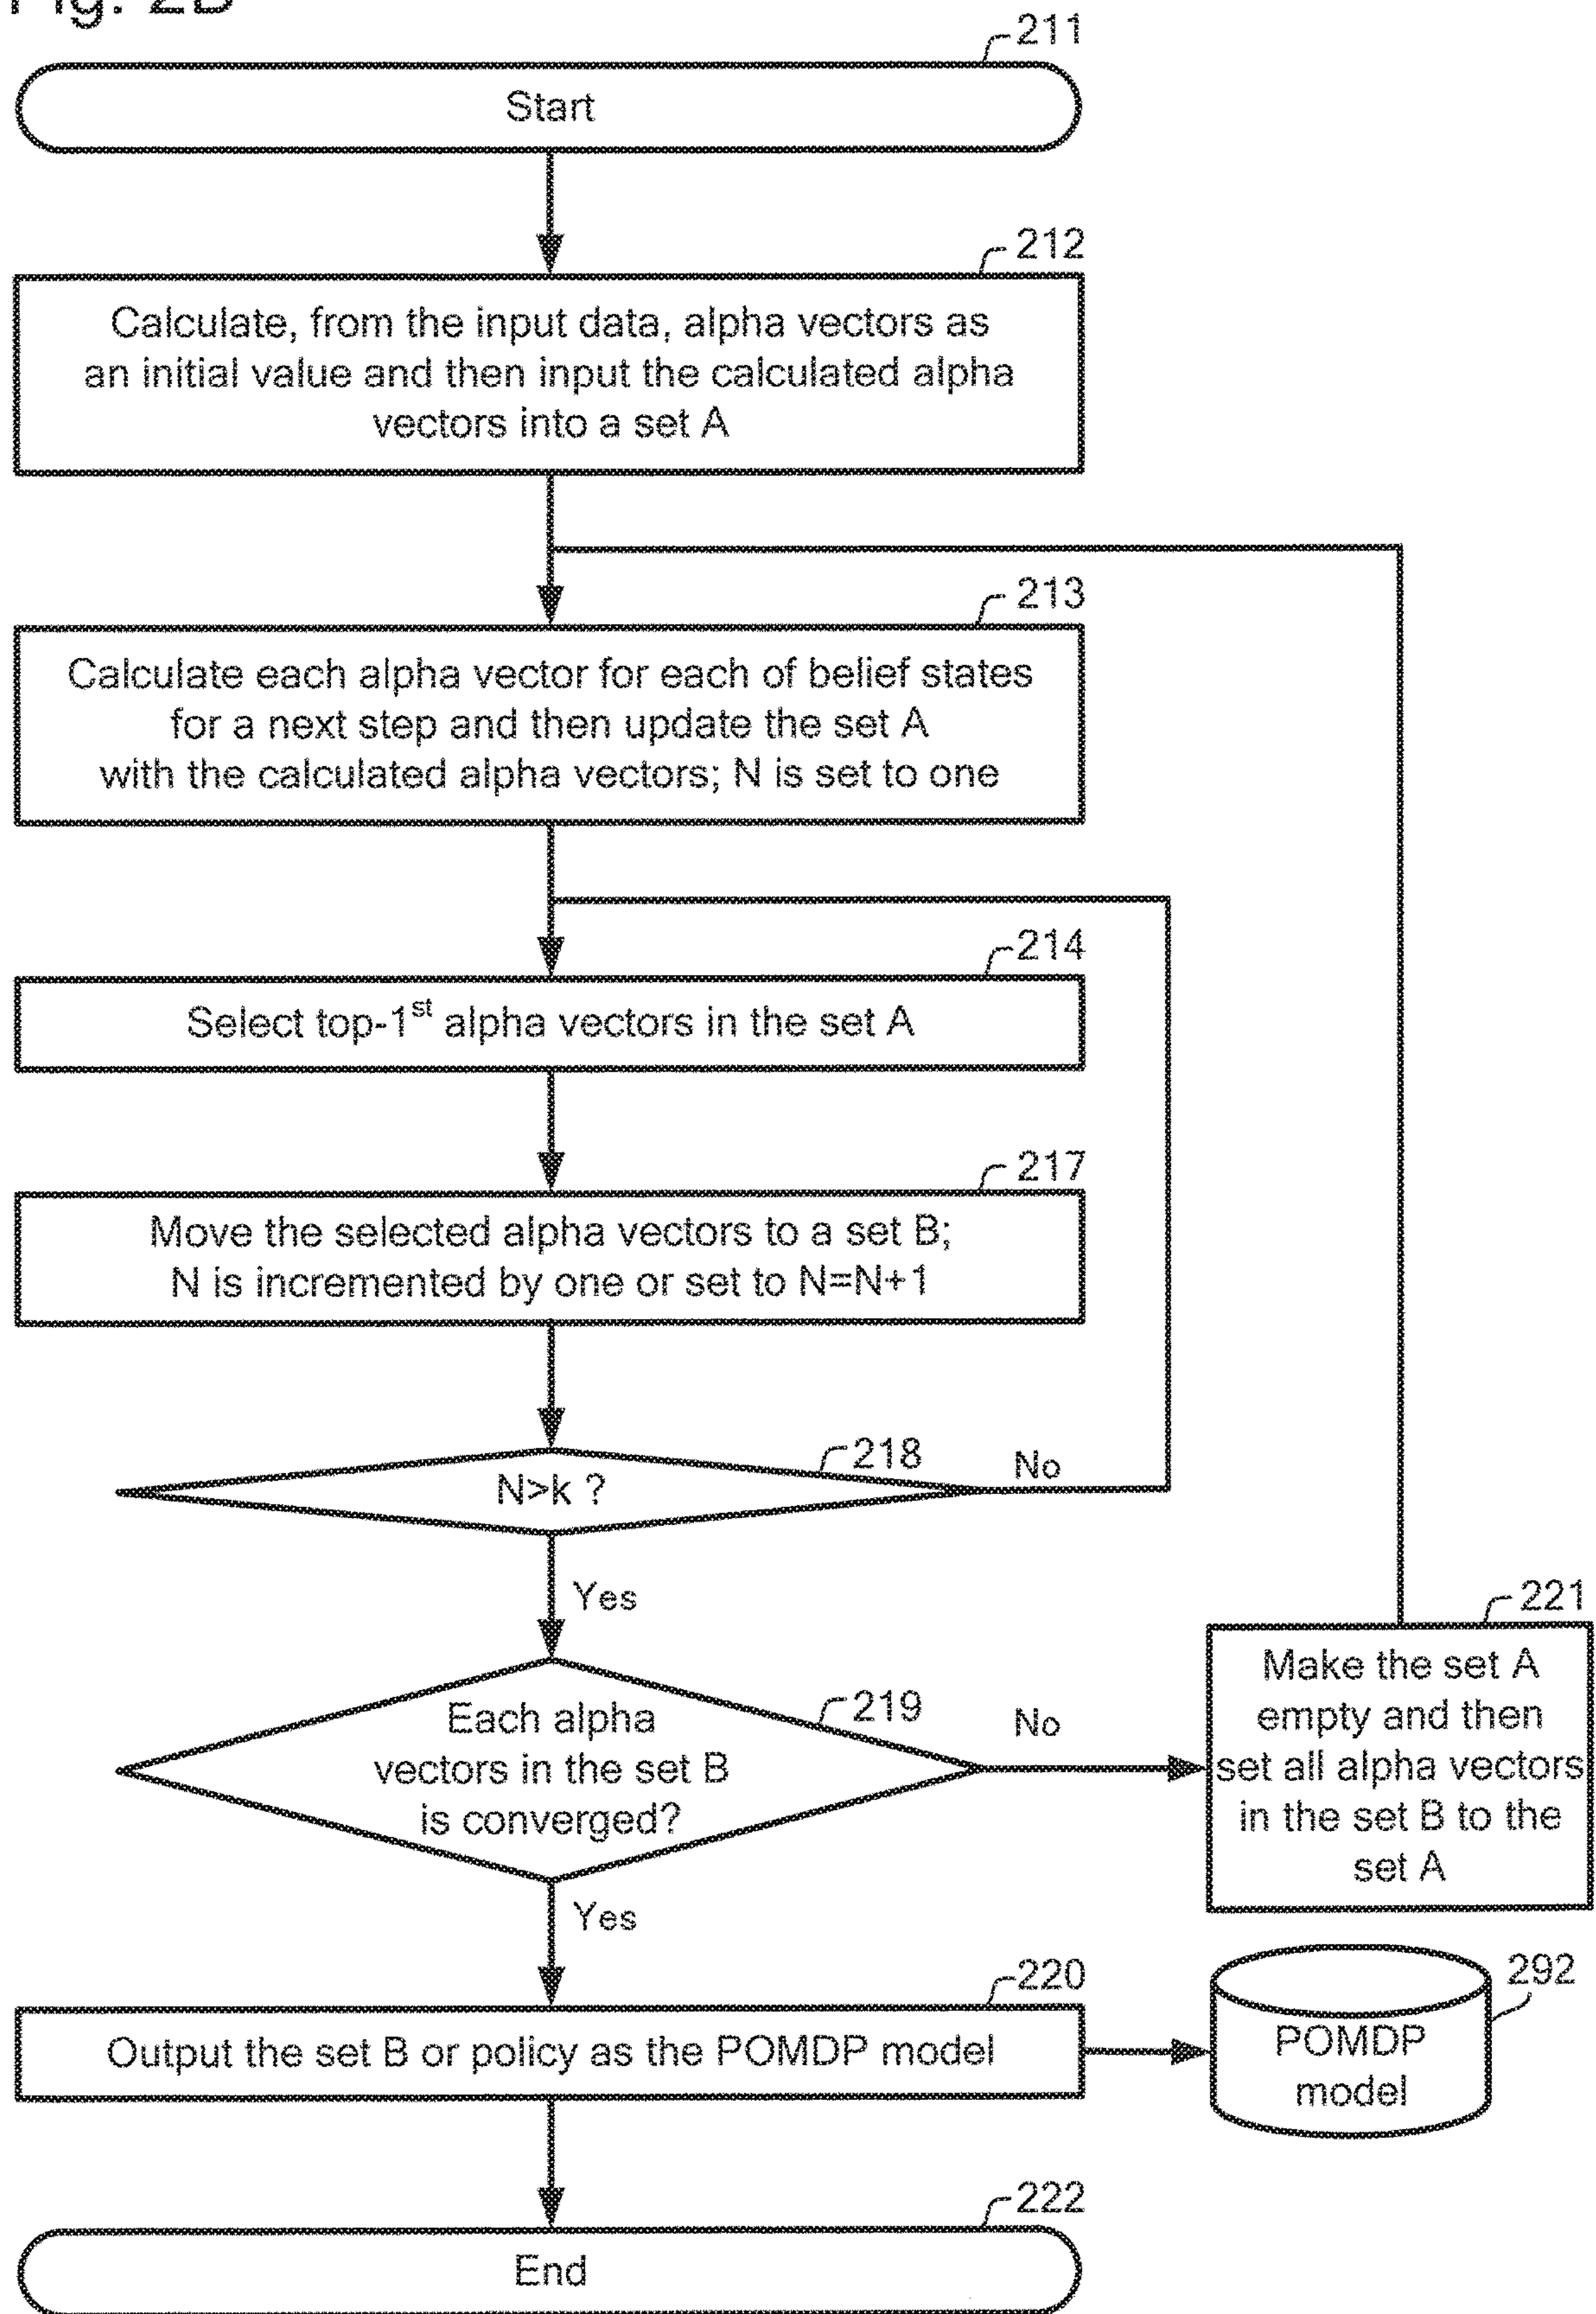 Fig. 2B
211
Start
212
Calculate, from the input data, alpha vectors as
an initial value and then input the calculated alpha
vectors into a set A
213
Calculate each alpha vector for each of belief states
for a next step and then update the set A
with the calculated alpha vectors; N is set to one
214
Select top-1st alpha vectors in the set A
217
Move the selected alpha vectors to a set B;
N is incremented by one or set to N=N+1
218
N>k ?
No
Yes
219
Each alpha
vectors in the set B
is converged?
No
Yes
221
Make the set A
empty and then
set all alpha vectors
in the set B to the
set A
220
Output the set B or policy as the POMDP model
292
POMDP
model
222
End